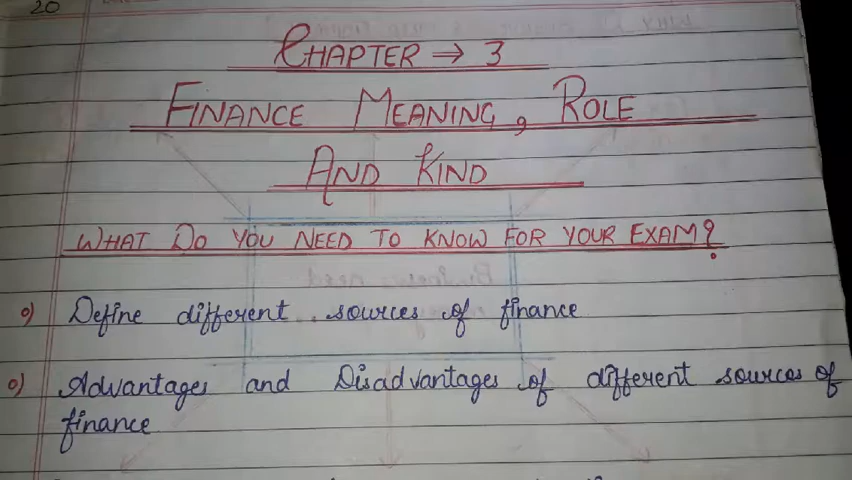 20
CHAPTER → 3
FINANCE MEANING, ROLE
AND KIND
WHAT DO YOU NEED TO KNOW FOR YOUR EXAM?
o) Define different sources of finance
o) Advantages and Disadvantages of different sources of
finance